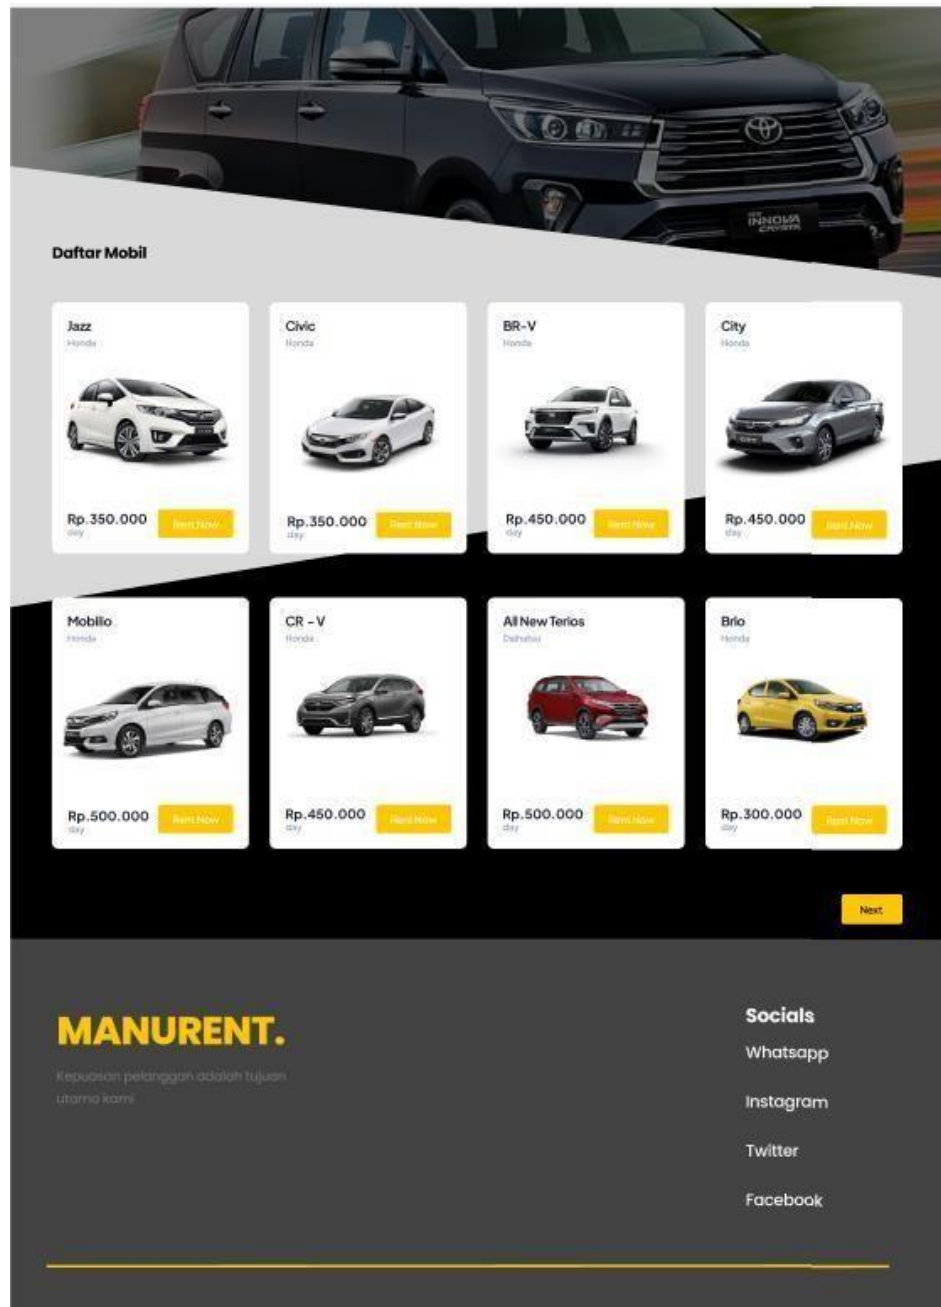 INNOVA
CRYSTA
Daftar Mobil
Jazz
Honda
Civic
Honda
BR-V
Honda
City
Honda
Rp.350.000
day
Rent Now
Rp.350.000
day
Rent Now
Rp.450.000
day
Rent Now
Rp.450.000
day
Rent Now
Mobilio
Honda
CR - V
Honda
All New Terios
Daihatsu
Brio
Honda
Rp.500.000
day
Rent Now
Rp.450.000
day
Rent Now
Rp.500.000
day
Rent Now
Rp.300.000
day
Rent Now
Next
MANURENT.
Kepuasan pelanggan adalah tujuan
utama kami
Socials
Whatsapp
Instagram
Twitter
Facebook